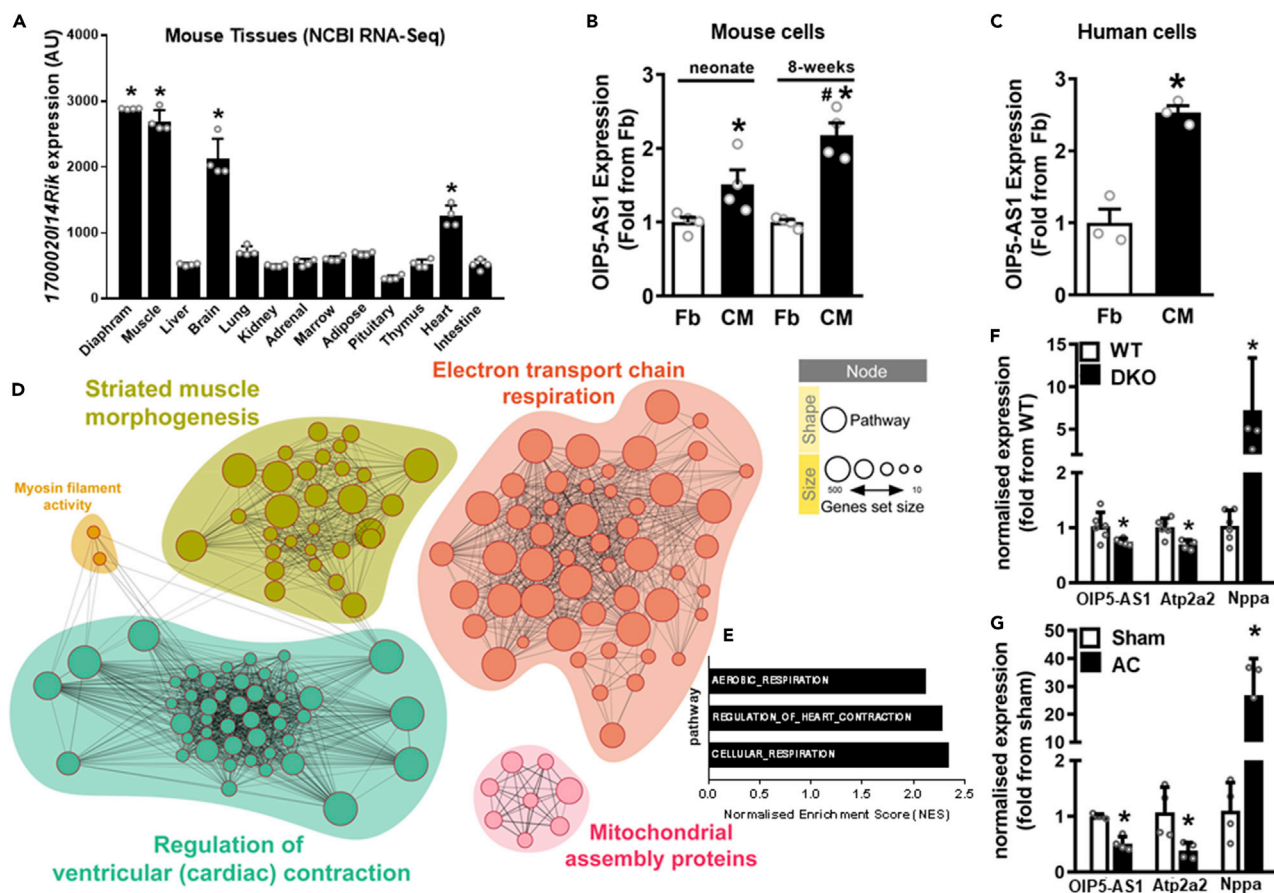 A
Mouse Tissues (NCBI RNA-Seq)
1700020I14Rik expression (AU)
4000
3000
2000
1000
0
* * * *
Diaphram
Muscle
Liver
Brain
Lung
Kidney
Adrenal
Marrow
Adipose
Pituitary
Thymus
Heart
Intestine
B
Mouse cells
neonate 8-weeks
OIP5-AS1 Expression
(Fold from Fb)
3
2
1
0
* # *
Fb CM Fb CM
C
Human cells
OIP5-AS1 Expression
(Fold from Fb)
3
2
1
0
*
Fb CM
D
Striated muscle
morphogenesis
Electron transport chain
respiration
Myosin filament
activity
Regulation of
ventricular (cardiac) contraction
Mitochondrial
assembly proteins
Node
Shape
Pathway
Size
500 10
Genes set size
E
pathway
AEROBIC_RESPIRATION
REGULATION_OF_HEART_CONTRACTION
CELLULAR_RESPIRATION
0.0 0.5 1.0 1.5 2.0 2.5
Normalised Enrichment Score (NES)
F
WT
DKO
normalised expression
(fold from WT)
15
10
5
2
1
0
* * *
OIP5-AS1 Atp2a2 Nppa
G
Sham
AC
normalised expression
(fold from sham)
50
40
30
20
10
2
1
0
* * *
OIP5-AS1 Atp2a2 Nppa